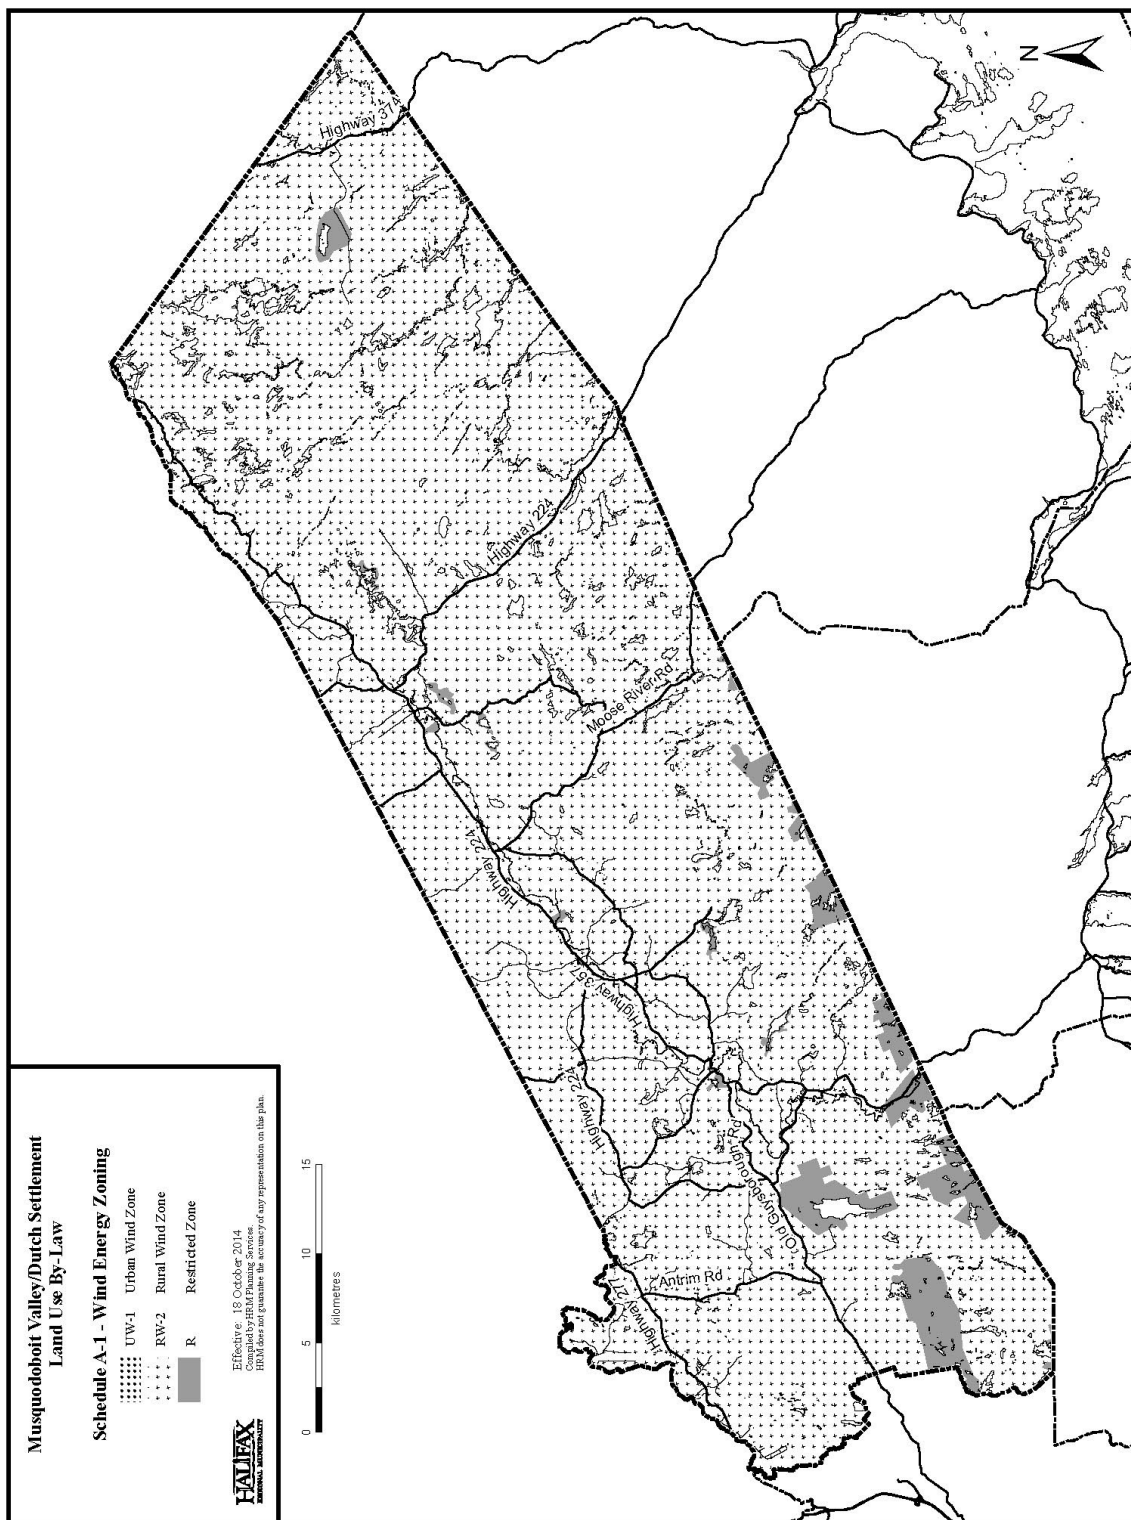 Musquodoboit Valley/Dutch Settlement
Land Use By-Law
Schedule A-1 - Wind Energy Zoning
UW-1 Urban Wind Zone
RW-2 Rural Wind Zone
R Restricted Zone
Effective: 18 October 2014
Compiled by HRM Planning Services
HRM does not guarantee the accuracy of any representation on this plan.
HALIFAX
REGIONAL MUNICIPALITY
0 5 10 15
kilometres
N
Highway 374
Highway 224
Moose River Rd
Highway 224
Highway 357
Highway 224
Old Guysborough Rd
Antrim Rd
Highway 277